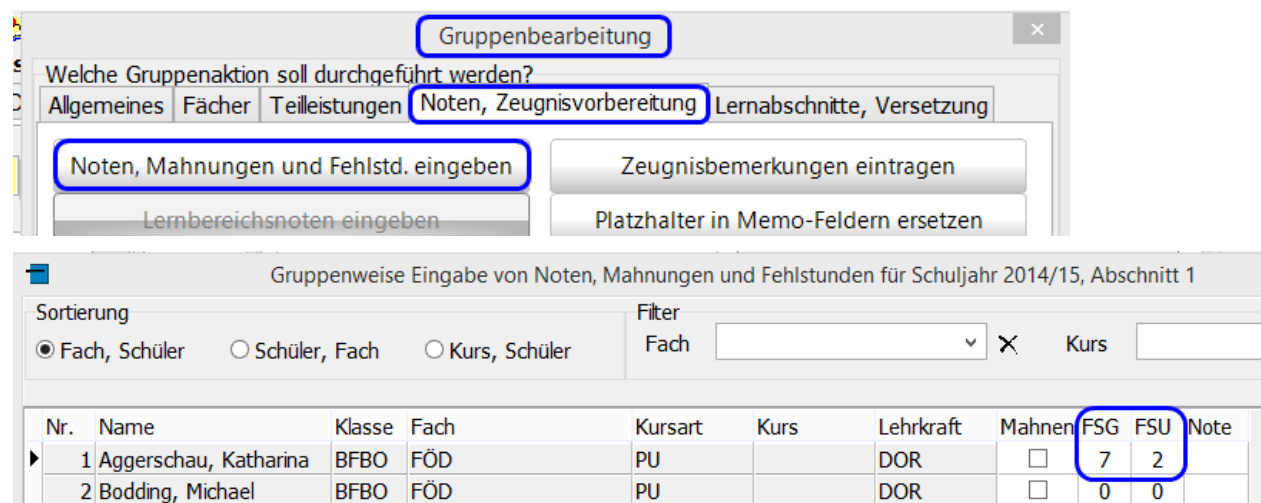 Gruppenbearbeitung
Welche Gruppenaktion soll durchgeführt werden?
Allgemeines Fächer Teilleistungen Noten, Zeugnisvorbereitung Lernabschnitte, Versetzung
Noten, Mahnungen und Fehlstd. eingeben Zeugnisbemerkungen eintragen
Lernbereichsnoten eingeben Platzhalter in Memo-Feldern ersetzen
Gruppenweise Eingabe von Noten, Mahnungen und Fehlstunden für Schuljahr 2014/15, Abschnitt 1
Sortierung Filter
Fach, Schüler Schüler, Fach Kurs, Schüler Fach Kurs
Nr. Name Klasse Fach Kursart Kurs Lehrkraft Mahnen FSG FSU Note
1 Aggerschau, Katharina BFBO FÖD PU DOR 7 2
2 Bodding, Michael BFBO FÖD PU DOR 0 0